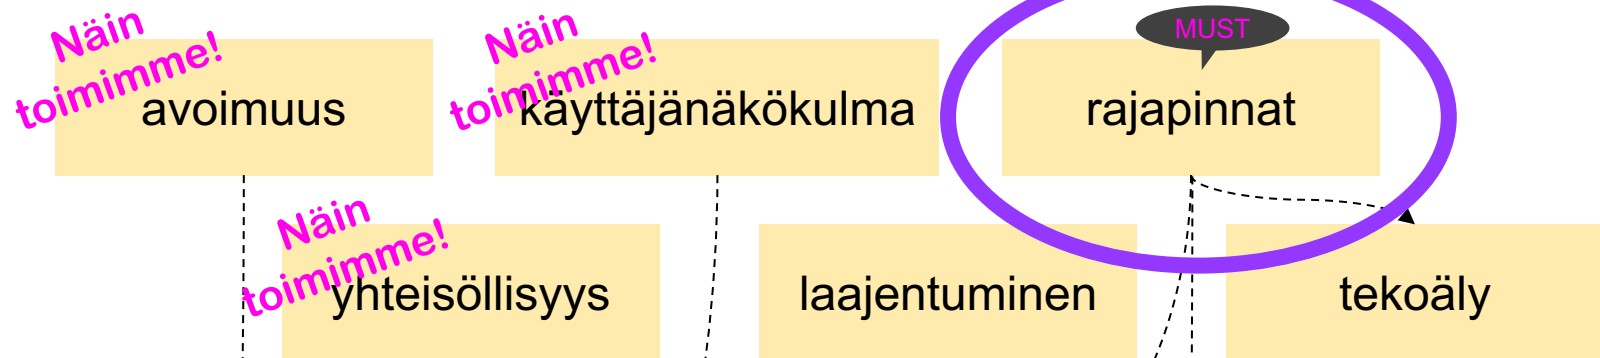 Näin
toimimme!
avoimuus
Näin
toimimme!
käyttäjänäkökulma
MUST
rajapinnat
Näin
toimimme!
yhteisöllisyys
laajentuminen
tekoäly